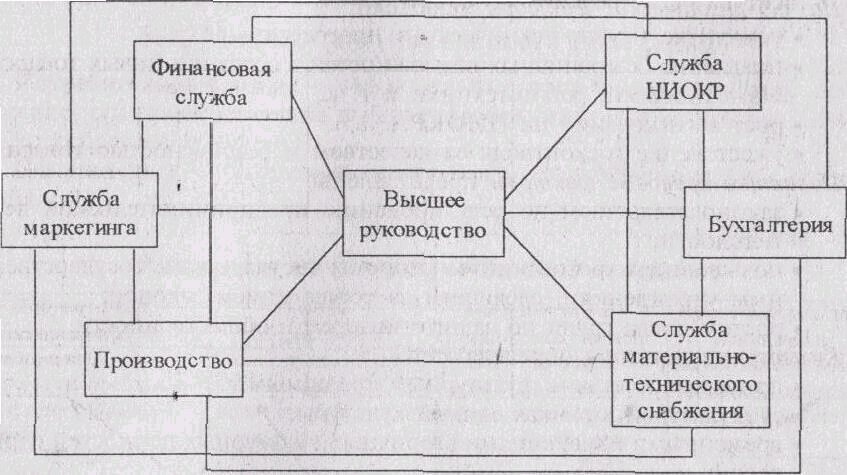 Финансовая
служба
Служба
НИОКР
Служба
маркетинга
Высшее
руководство
Бухгалтерия
Производство
Служба
материально-
технического
снабжения